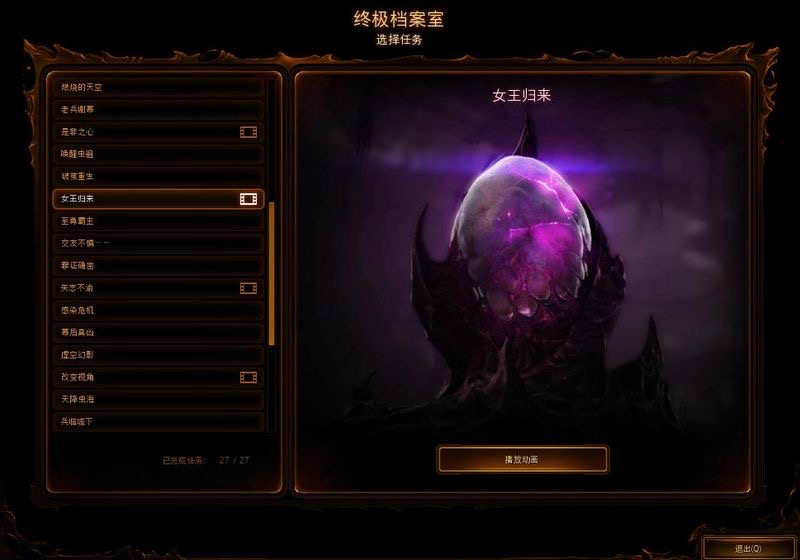 终极档案室
选择任务
燃烧的天空
老兵谢幕
是非之心
唤醒虫祖
破茧重生
女王归来
至尊霸主
交友不慎……
罪证确凿
矢志不渝
感染危机
幕后真凶
虚空幻影
改变视角
天降虫海
兵临城下
已完成任务: 27 / 27
女王归来
播放动画
退出(Q)